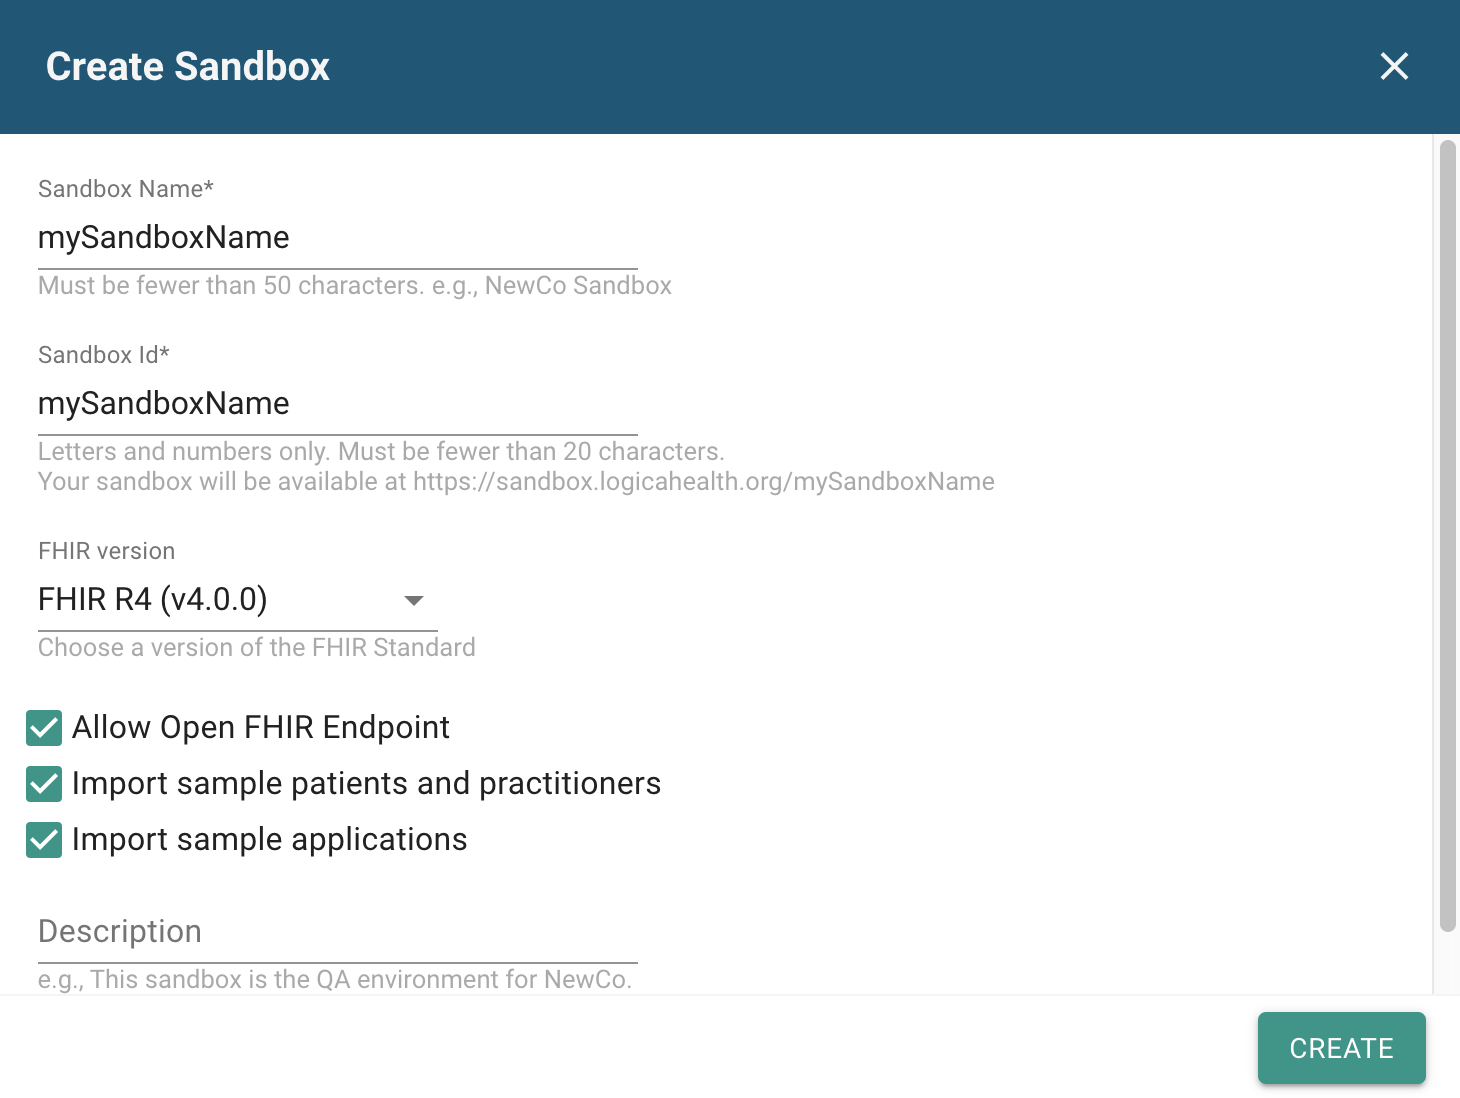 Create Sandbox
Sandbox Name*
mySandboxName
Must be fewer than 50 characters. e.g., NewCo Sandbox
Sandbox Id*
mySandboxName
Letters and numbers only. Must be fewer than 20 characters.
Your sandbox will be available at https://sandbox.logicahealth.org/mySandboxName
FHIR version
FHIR R4 (v4.0.0)
Choose a version of the FHIR Standard
Allow Open FHIR Endpoint
Import sample patients and practitioners
Import sample applications
Description
e.g., This sandbox is the QA environment for NewCo.
CREATE